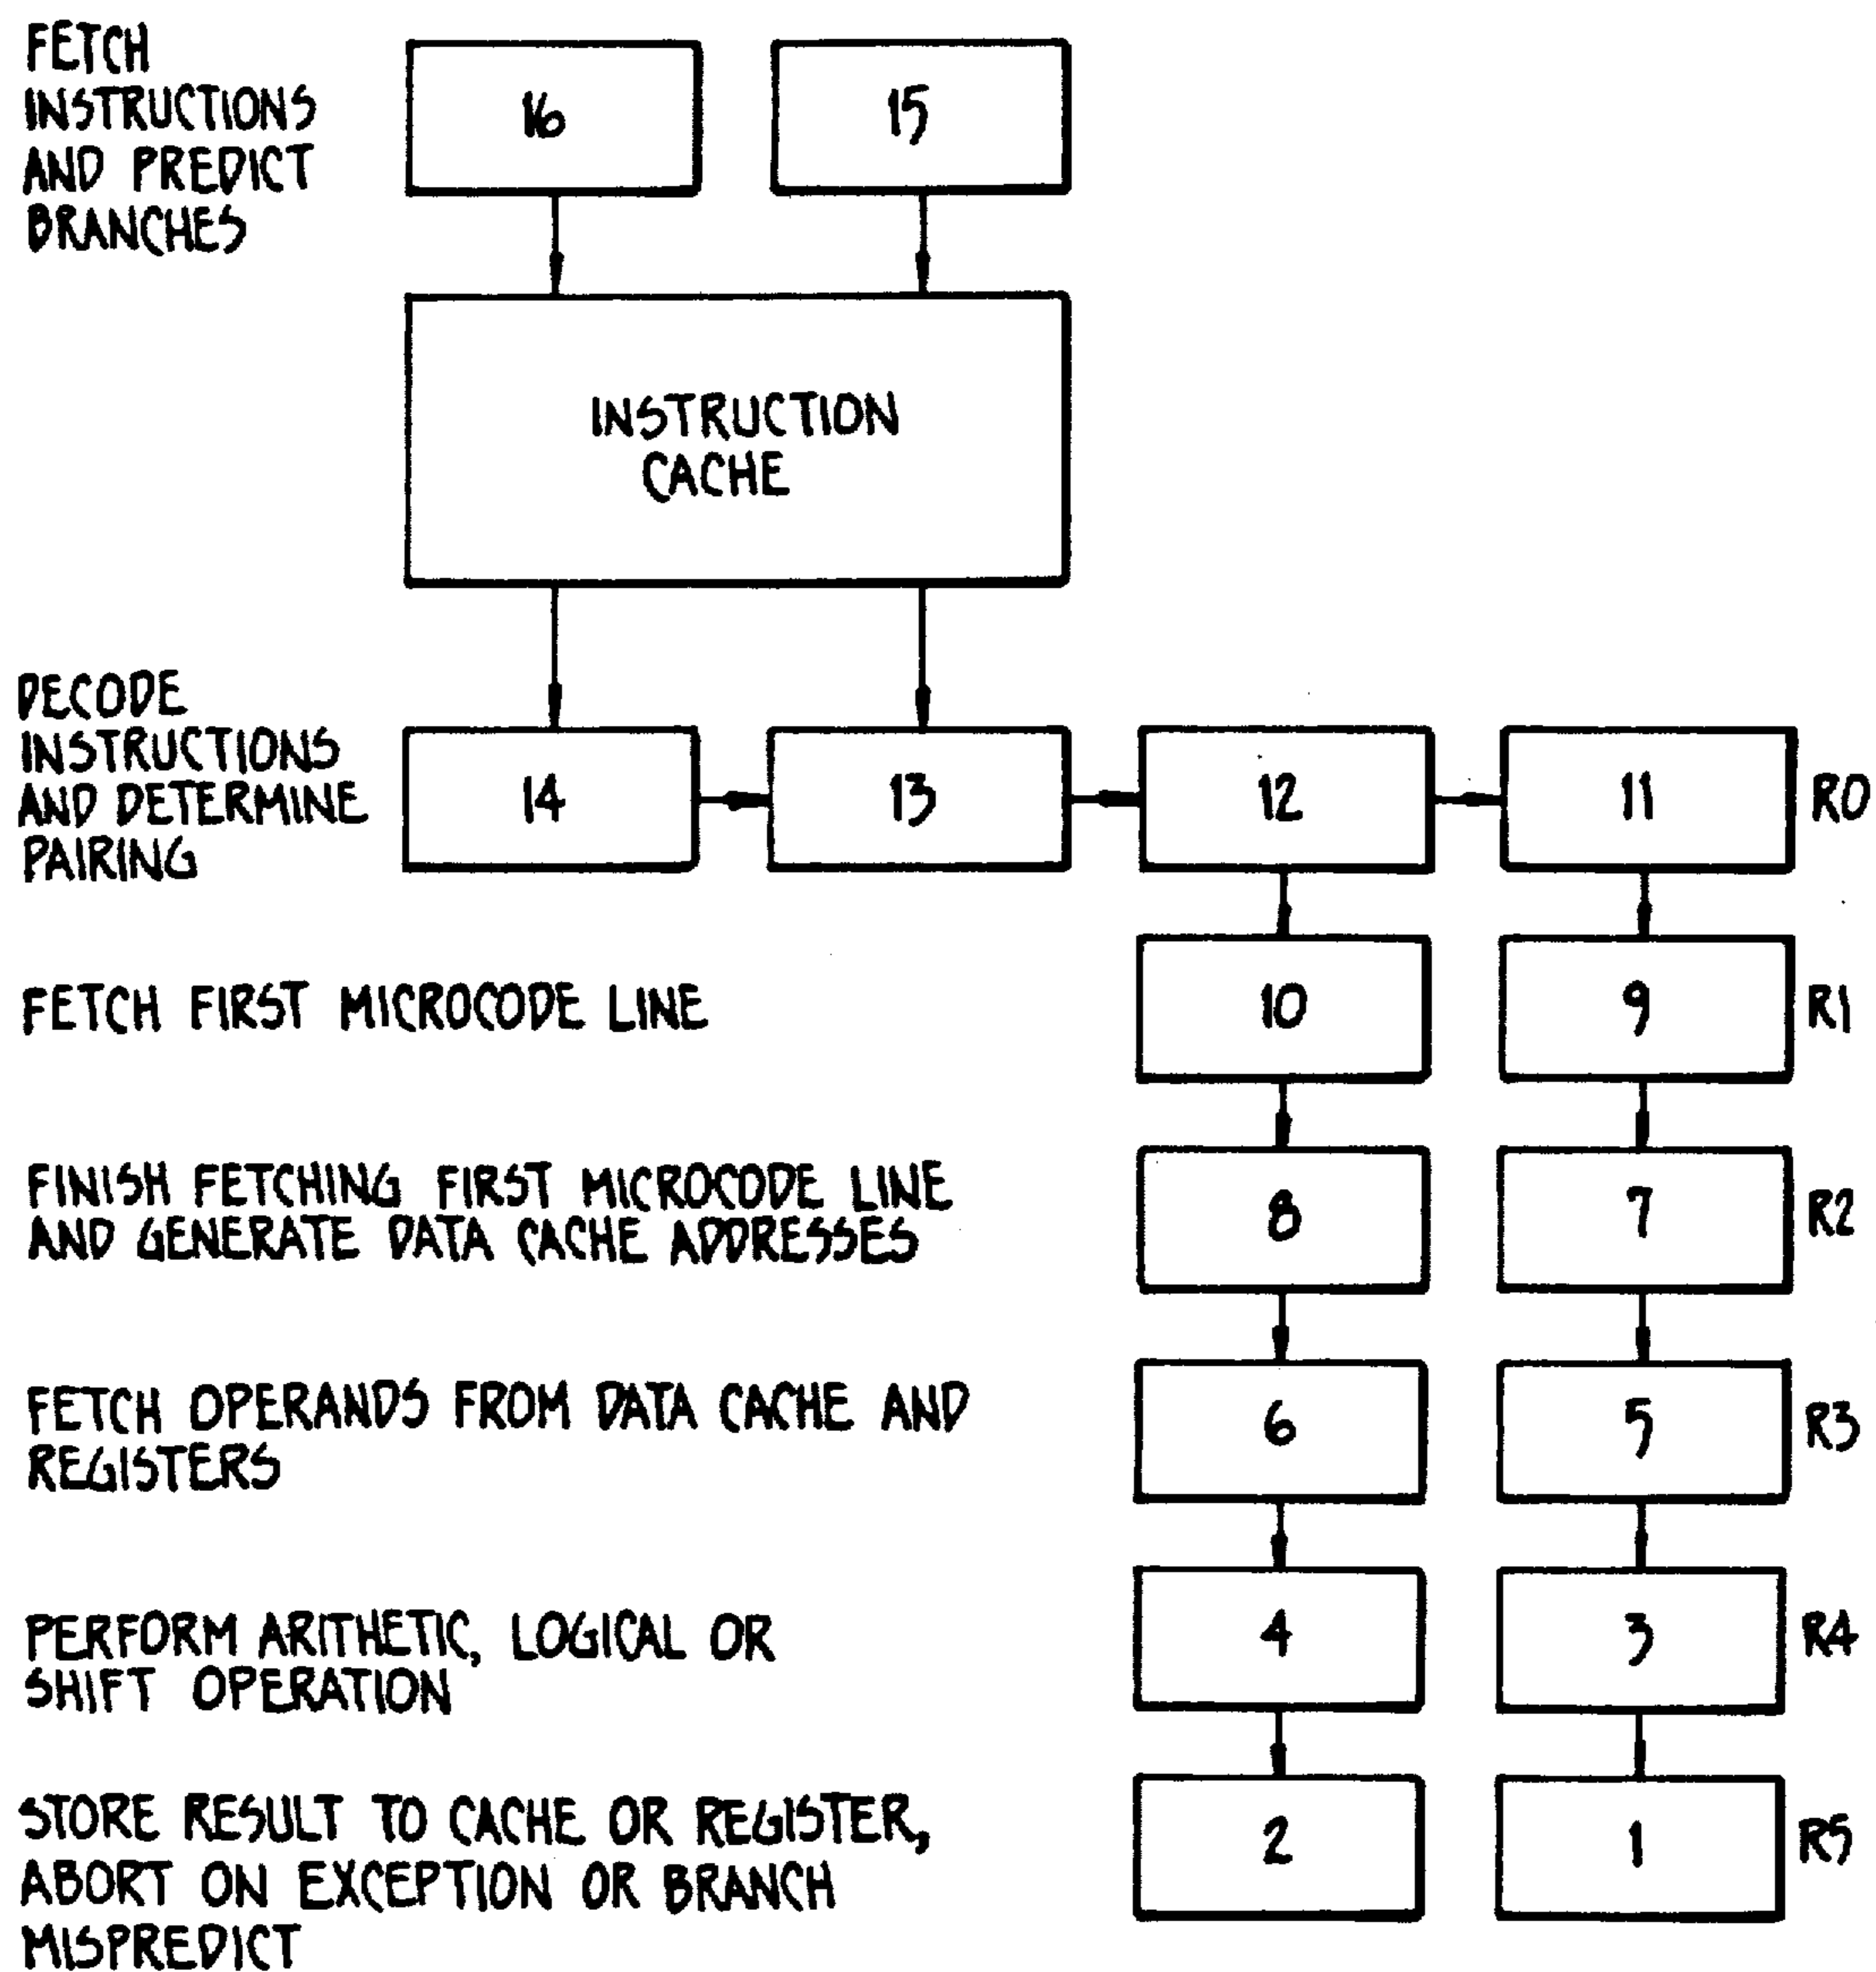 FETCH
INSTRUCTIONS
AND PREDICT
BRANCHES
16
15
INSTRUCTION
CACHE
DECODE
INSTRUCTIONS
AND DETERMINE
PAIRING
14
13
12
11
R0
FETCH FIRST MICROCODE LINE
10
9
R1
FINISH FETCHING FIRST MICROCODE LINE
AND GENERATE DATA CACHE ADDRESSES
8
7
R2
FETCH OPERANDS FROM DATA CACHE AND
REGISTERS
6
5
R3
PERFORM ARITHETIC, LOGICAL OR
SHIFT OPERATION
4
3
R4
STORE RESULT TO CACHE OR REGISTER,
ABORT ON EXCEPTION OR BRANCH
MISPREDICT
2
1
R5